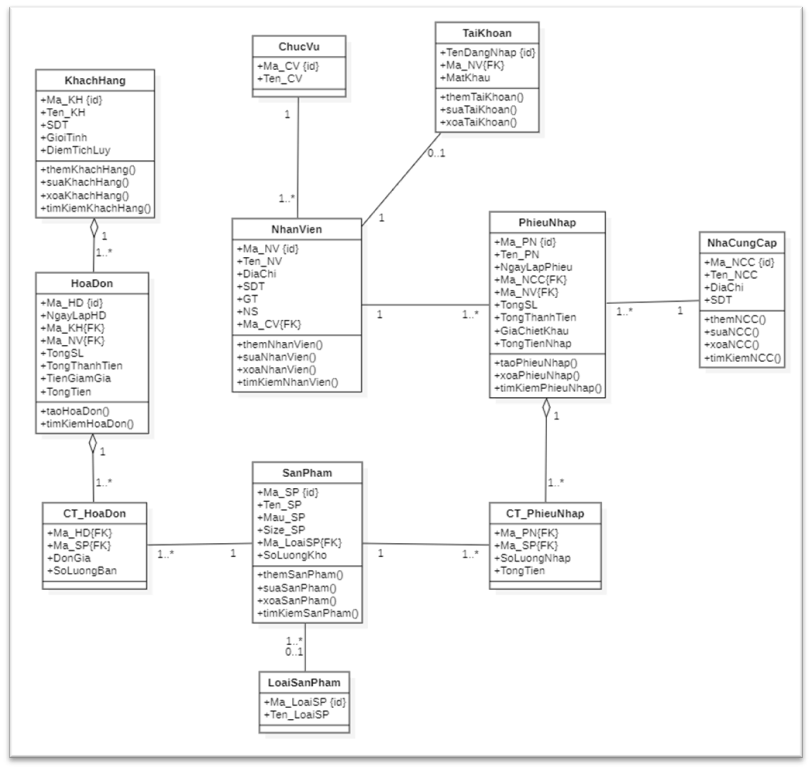 KhachHang
+Ma_KH {id}
+Ten_KH
+SDT
+GioiTinh
+DiemTichLuy
+themKhachHang()
+suaKhachHang()
+xoaKhachHang()
+timKiemKhachHang()
1
1..*
HoaDon
+Ma_HD {id}
+NgayLapHD
+Ma_KH{FK}
+Ma_NV{FK}
+TongSL
+TongThanhTien
+TienGiamGia
+TongTien
+taoHoaDon()
+timKiemHoaDon()
1
1..*
CT_HoaDon
+Ma_HD{FK}
+Ma_SP{FK}
+DonGia
+SoLuongBan
1..*
1
ChucVu
+Ma_CV {id}
+Ten_CV
1
1..*
NhanVien
+Ma_NV {id}
+Ten_NV
+DiaChi
+SDT
+GT
+NS
+Ma_CV{FK}
+themNhanVien()
+suaNhanVien()
+xoaNhanVien()
+timKiemNhanVien()
TaiKhoan
+TenDangNhap {id}
+Ma_NV{FK}
+MatKhau
+themTaiKhoan()
+suaTaiKhoan()
+xoaTaiKhoan()
0..1
1
1
1..*
PhieuNhap
+Ma_PN {id}
+Ten_PN
+NgayLapPhieu
+Ma_NCC{FK}
+Ma_NV{FK}
+TongSL
+TongThanhTien
+GiaChietKhau
+TongTienNhap
+taoPhieuNhap()
+xoaPhieuNhap()
+timKiemPhieuNhap()
1..*
1
NhaCungCap
+Ma_NCC {id}
+Ten_NCC
+DiaChi
+SDT
+themNCC()
+suaNCC()
+xoaNCC()
+timKiemNCC()
1
1..*
SanPham
+Ma_SP {id}
+Ten_SP
+Mau_SP
+Size_SP
+Ma_LoaiSP{FK}
+SoLuongKho
+themSanPham()
+suaSanPham()
+xoaSanPham()
+timKiemSanPham()
1
1..*
CT_PhieuNhap
+Ma_PN{FK}
+Ma_SP{FK}
+SoLuongNhap
+TongTien
1..*
0..1
LoaiSanPham
+Ma_LoaiSP {id}
+Ten_LoaiSP